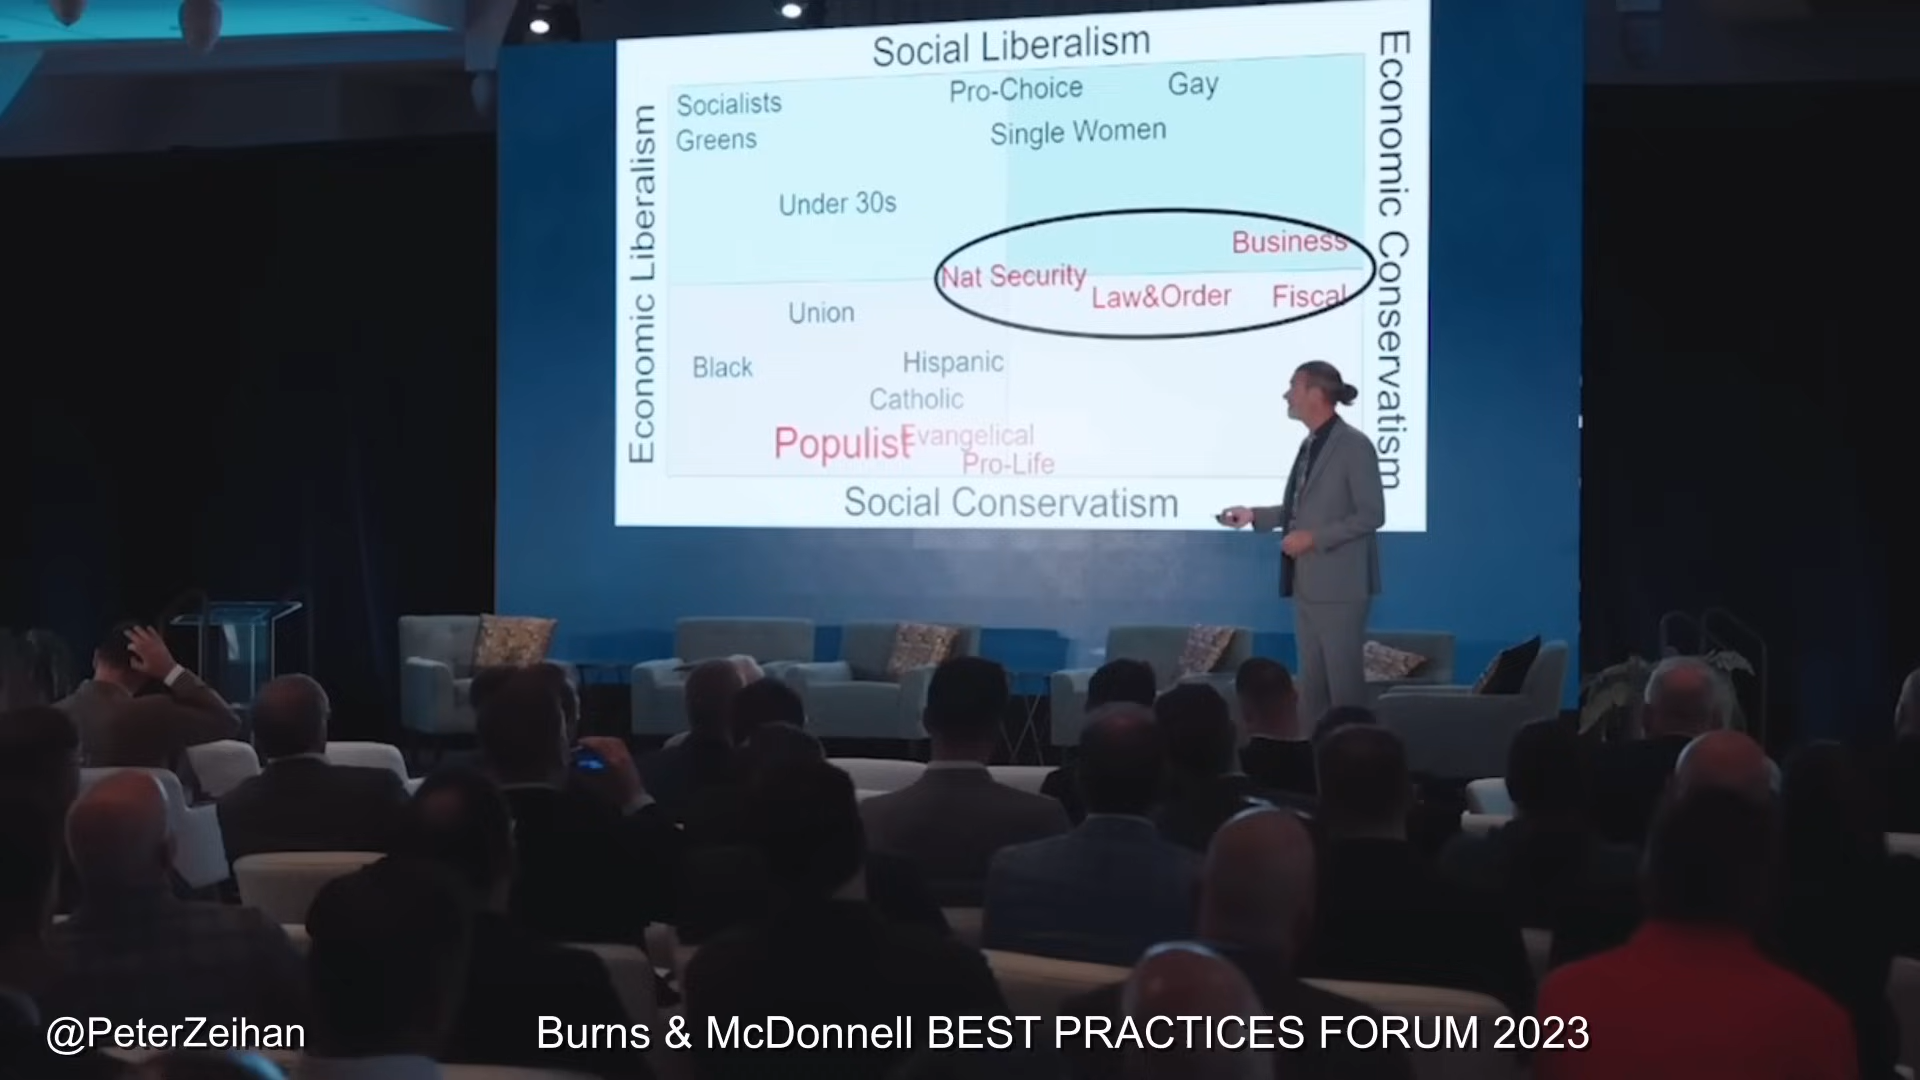 Social Liberalism
Economic Liberalism
Economic Conservatism
Socialists
Pro-Choice
Gay
Greens
Single Women
Under 30s
Business
Nat Security
Law&Order
Fiscal
Union
Black
Hispanic
Catholic
Populist
Evangelical
Pro-Life
Social Conservatism
@PeterZeihan
Burns & McDonnell BEST PRACTICES FORUM 2023